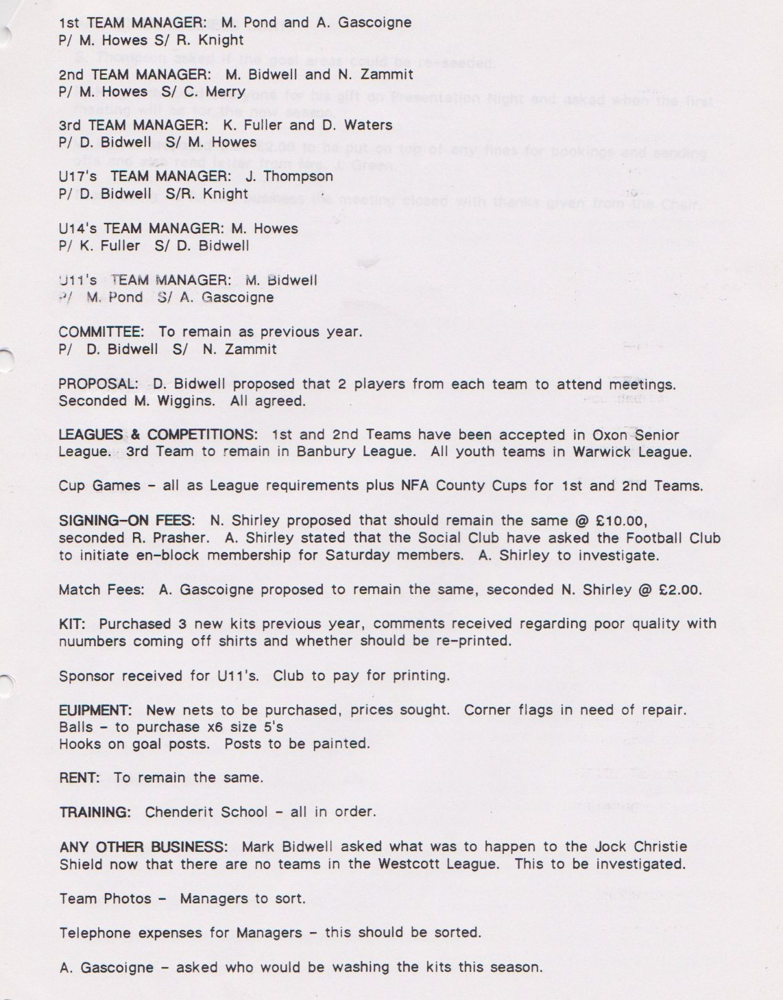 1st TEAM MANAGER: M. Pond and A. Gascoigne
P/ M. Howes S/ R. Knight
2nd TEAM MANAGER: M. Bidwell and N. Zammit
P/ M. Howes S/ C. Merry
3rd TEAM MANAGER: K. Fuller and D. Waters
P/ D. Bidwell S/ M. Howes
U17's TEAM MANAGER: J. Thompson
P/ D. Bidwell S/R. Knight
U14's TEAM MANAGER: M. Howes
P/ K. Fuller S/ D. Bidwell
U11's TEAM MANAGER: M. Bidwell
P/ M. Pond S/ A. Gascoigne
COMMITTEE: To remain as previous year.
P/ D. Bidwell S/ N. Zammit
PROPOSAL: D. Bidwell proposed that 2 players from each team to attend meetings.
Seconded M. Wiggins. All agreed.
LEAGUES & COMPETITIONS: 1st and 2nd Teams have been accepted in Oxon Senior
League. 3rd Team to remain in Banbury League. All youth teams in Warwick League.
Cup Games - all as League requirements plus NFA County Cups for 1st and 2nd Teams.
SIGNING-ON FEES: N. Shirley proposed that should remain the same @ £10.00,
seconded R. Prasher. A. Shirley stated that the Social Club have asked the Football Club
to initiate en-block membership for Saturday members. A. Shirley to investigate.
Match Fees: A. Gascoigne proposed to remain the same, seconded N. Shirley @ £2.00.
KIT: Purchased 3 new kits previous year, comments received regarding poor quality with
nuumbers coming off shirts and whether should be re-printed.
Sponsor received for U11's. Club to pay for printing.
EUIPMENT: New nets to be purchased, prices sought. Corner flags in need of repair.
Balls - to purchase x6 size 5's
Hooks on goal posts. Posts to be painted.
RENT: To remain the same.
TRAINING: Chenderit School - all in order.
ANY OTHER BUSINESS: Mark Bidwell asked what was to happen to the Jock Christie
Shield now that there are no teams in the Westcott League. This to be investigated.
Team Photos - Managers to sort.
Telephone expenses for Managers - this should be sorted.
A. Gascoigne - asked who would be washing the kits this season.